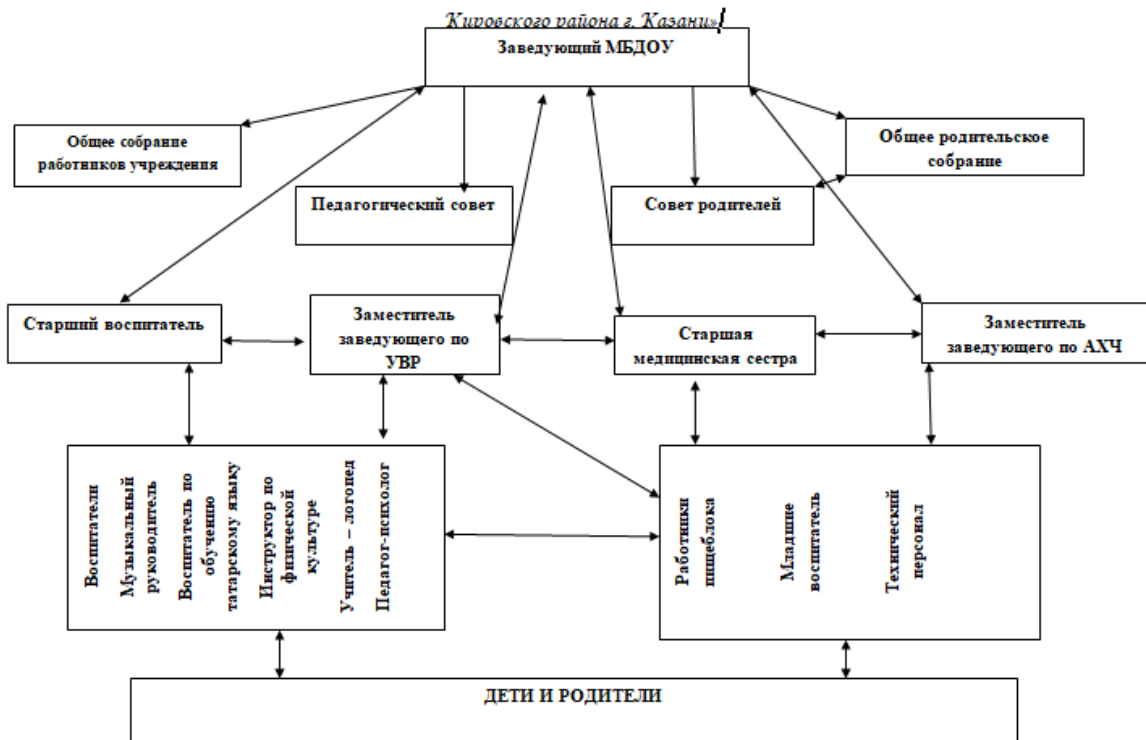 Кировского района г. Казани»
Заведующий МБДОУ
Общее собрание
работников учреждения
Общее родительское
собрание
Педагогический совет
Совет родителей
Старший воспитатель
Заместитель
заведующего по
УВР
Старшая
медицинская сестра
Заместитель
заведующего по АХЧ
Воспитатели
Музыкальный
руководитель
Воспитатель по
обучению
татарскому языку
Инструктор по
физической
культуре
Учитель – логопед
Педагог-психолог
Работники
пищеблока
Младшие
воспитатель
Технический
персонал
ДЕТИ И РОДИТЕЛИ